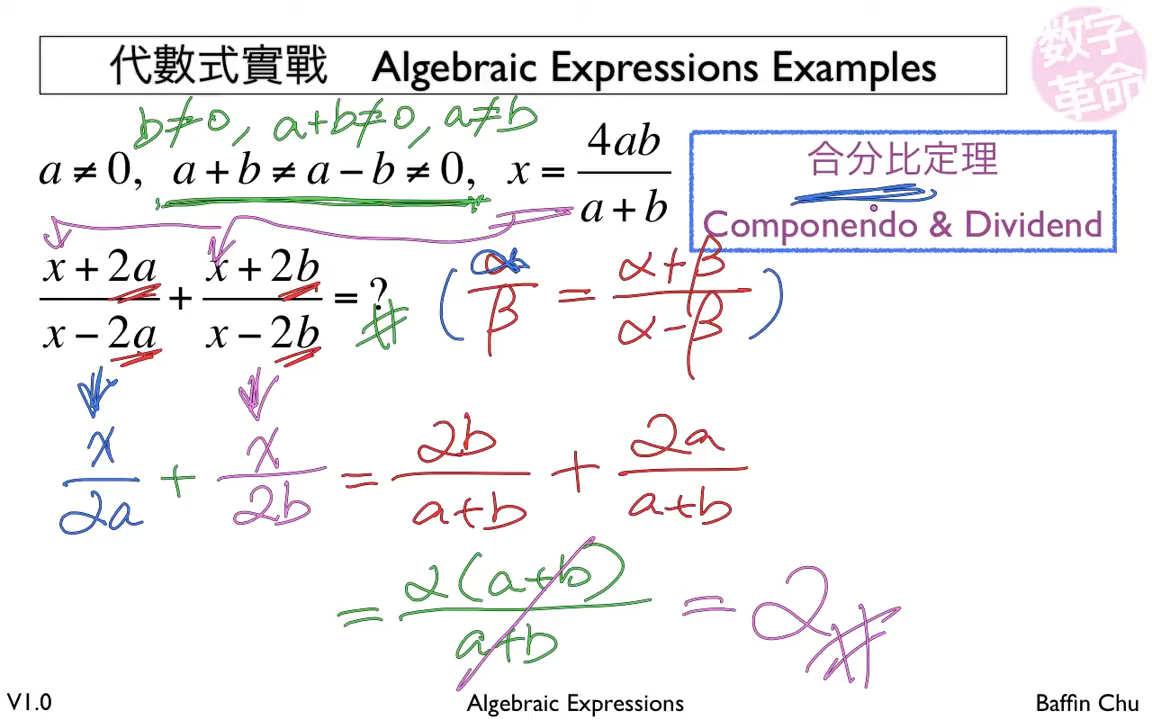 数字
革命
代數式實戰 Algebraic Expressions Examples
b≠0, a+b≠0, a≠b
a ≠ 0, a + b ≠ a − b ≠ 0, x = 4ab / a + b
合分比定理
Componendo & Dividend
x + 2a / x − 2a + x + 2b / x − 2b = ?
( α / β = α+β / α−β )
x / 2a + x / 2b = 2b / a+b + 2a / a+b
= 2(a+b) / a+b = 2
V1.0
Algebraic Expressions
Baffin Chu